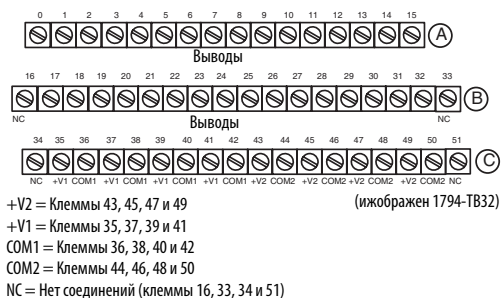 0 1 2 3 4 5 6 7 8 9 10 11 12 13 14 15
A
Выводы
16 17 18 19 20 21 22 23 24 25 26 27 28 29 30 31 32 33
B
NC NC
Выводы
34 35 36 37 38 39 40 41 42 43 44 45 46 47 48 49 50 51
C
NC +V1 COM1 +V1 COM1 +V1 COM1 +V1 COM1 +V2 COM2 +V2 COM2 +V2 COM2 +V2 COM2 NC
+V2 = Клеммы 43, 45, 47 и 49
(ижображен 1794-TB32)
+V1 = Клеммы 35, 37, 39 и 41
COM1 = Клеммы 36, 38, 40 и 42
COM2 = Клеммы 44, 46, 48 и 50
NC = Нет соединений (клеммы 16, 33, 34 и 51)